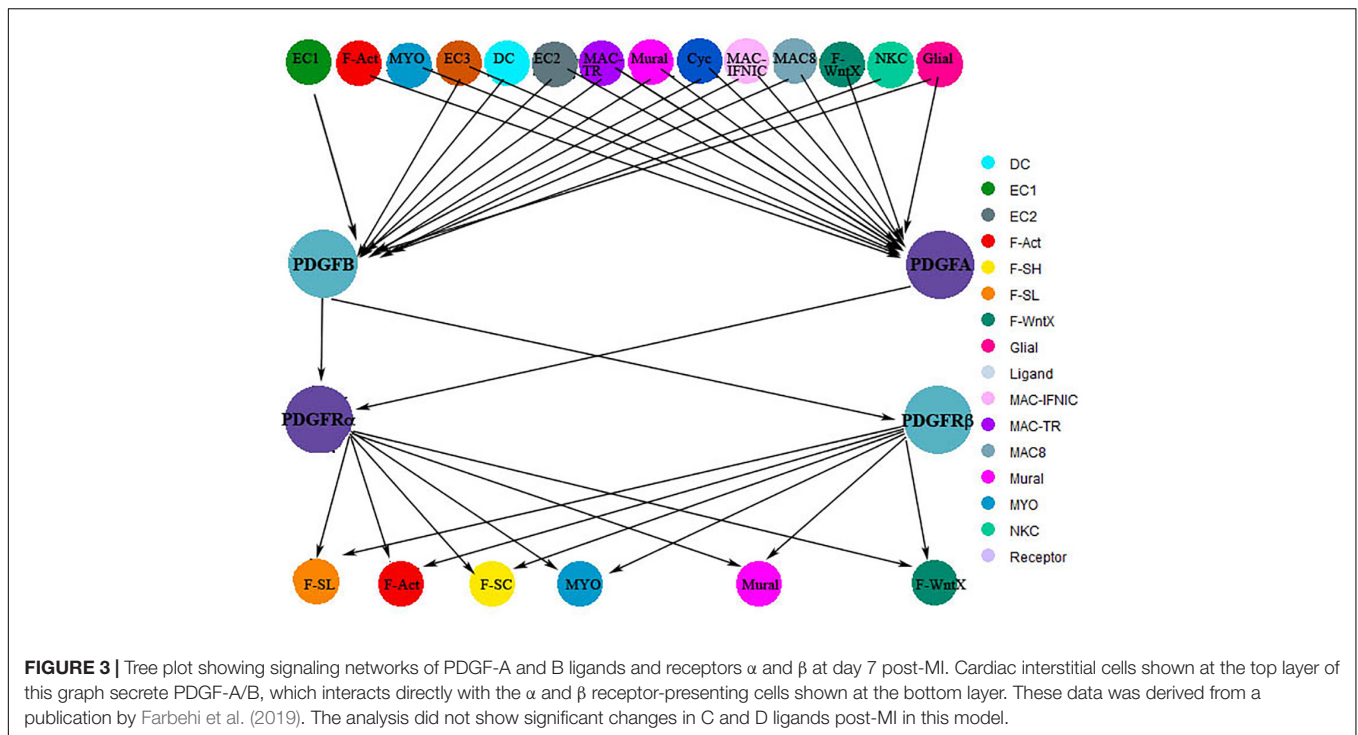 EC1 F-Act MYO EC3 DC EC2 MAC-TR Mural Cyc MAC-IFNIC MAC8 F-WntX NKC Glial
PDGFB PDGFA
PDGFRα PDGFRβ
F-SL F-Act F-SC MYO Mural F-WntX
DC
EC1
EC2
F-Act
F-SH
F-SL
F-WntX
Glial
Ligand
MAC-IFNIC
MAC-TR
MAC8
Mural
MYO
NKC
Receptor
FIGURE 3 | Tree plot showing signaling networks of PDGF-A and B ligands and receptors α and β at day 7 post-MI. Cardiac interstitial cells shown at the top layer of
this graph secrete PDGF-A/B, which interacts directly with the α and β receptor-presenting cells shown at the bottom layer. These data was derived from a
publication by Farbehi et al. (2019). The analysis did not show significant changes in C and D ligands post-MI in this model.